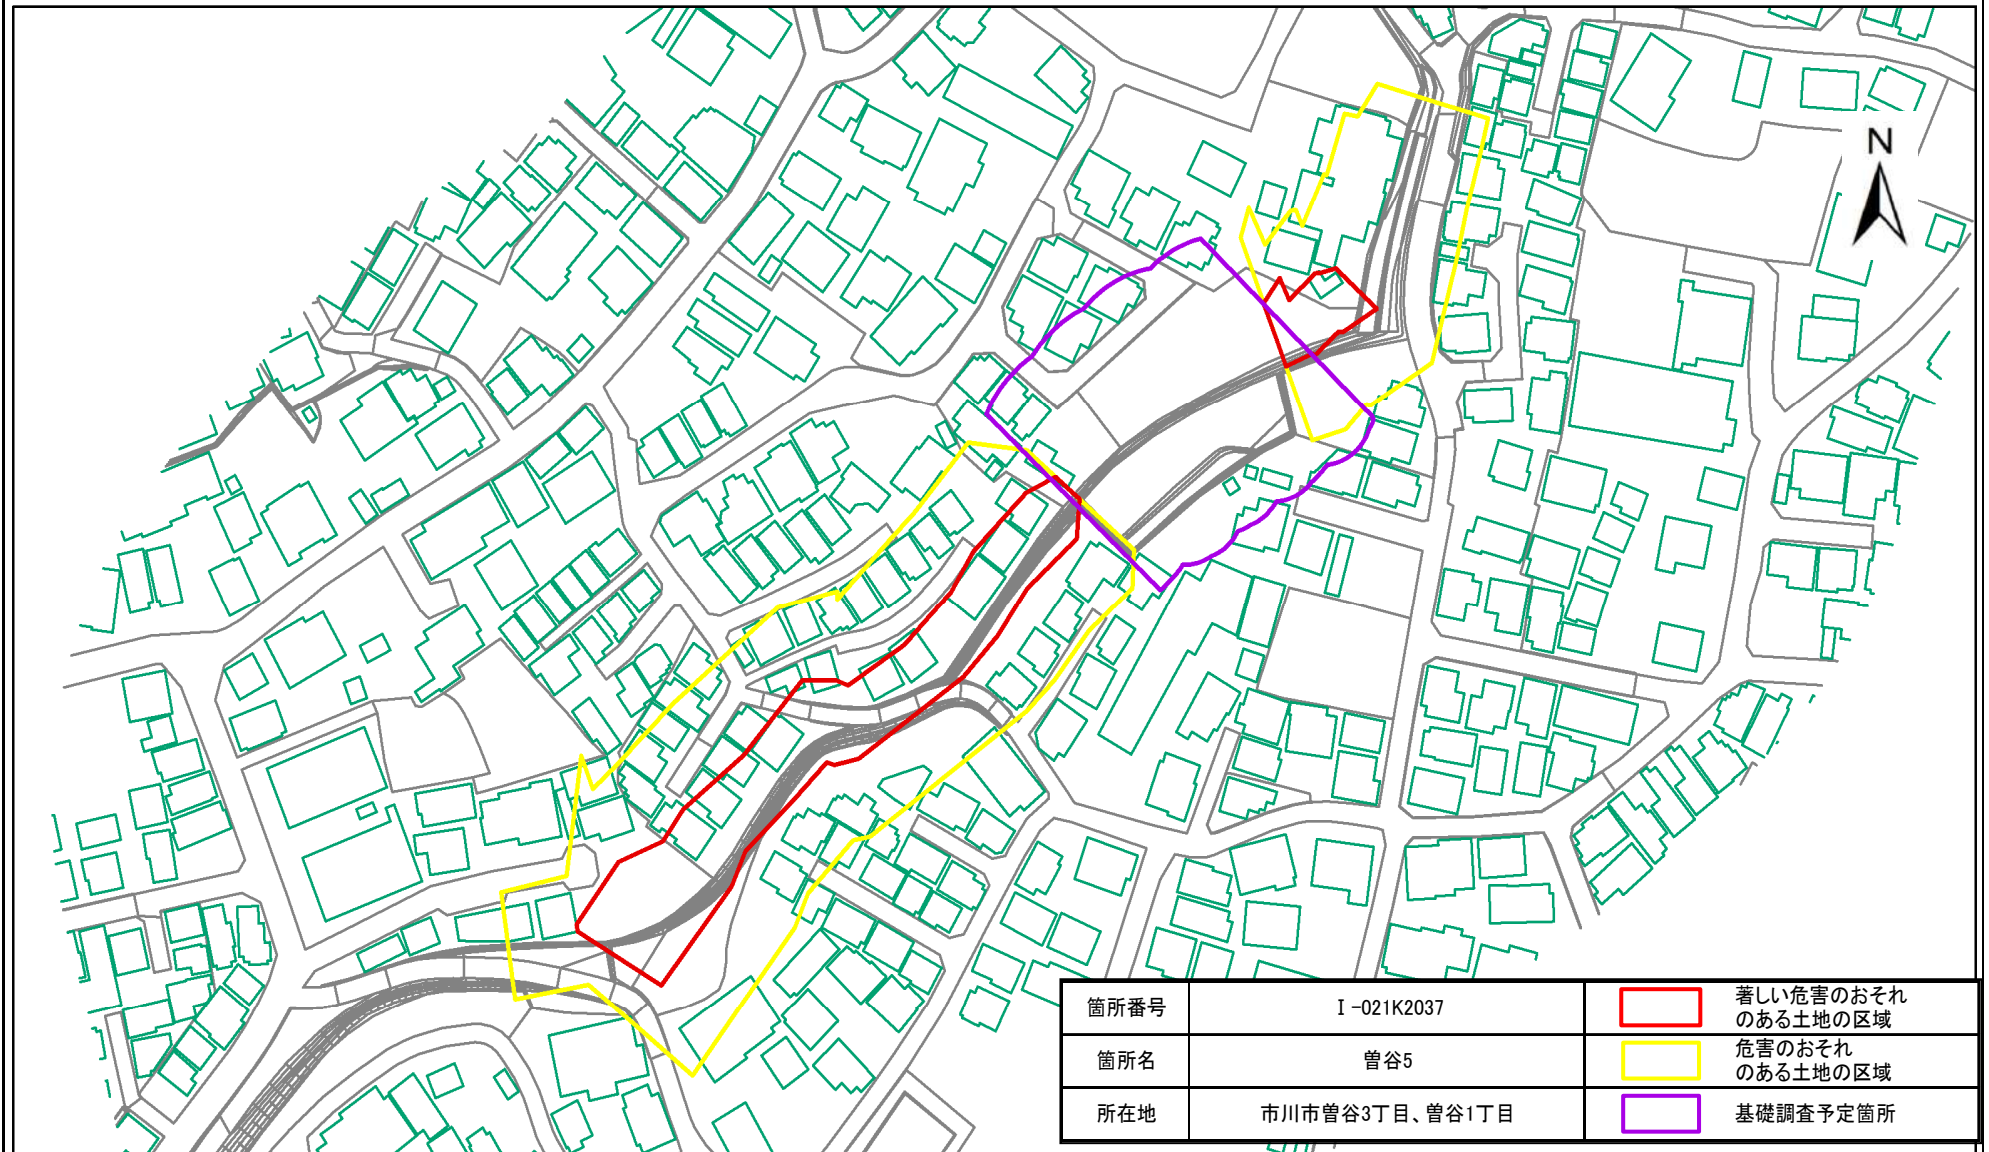 N
箇所番号
Ⅰ-021K2037
著しい危害のおそれ
のある土地の区域
箇所名
曽谷5
危害のおそれ
のある土地の区域
所在地
市川市曽谷3丁目、曽谷1丁目
基礎調査予定箇所